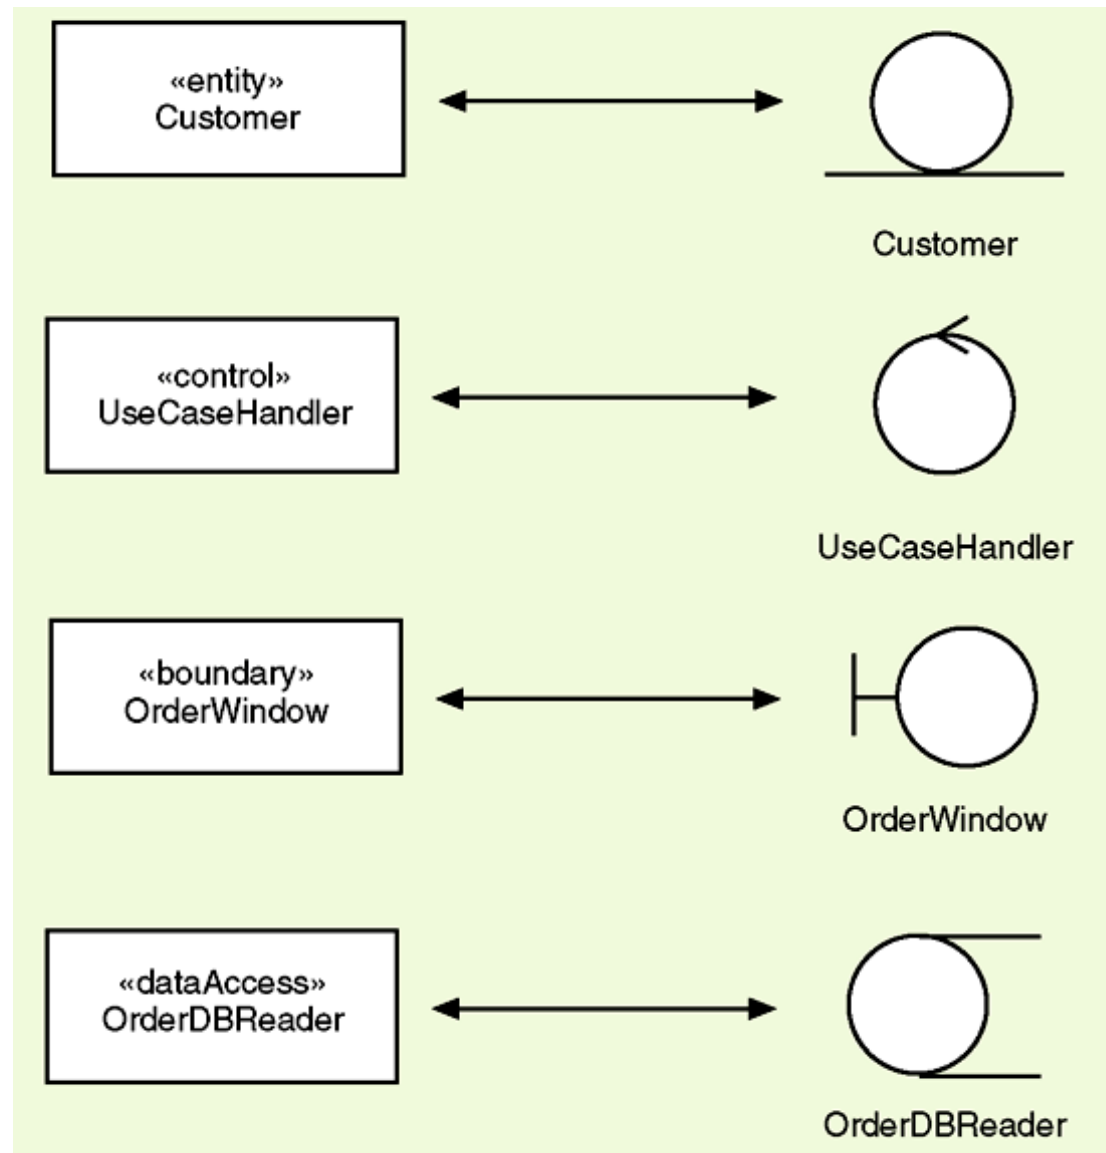 «entity»
Customer
Customer
«control»
UseCaseHandler
UseCaseHandler
«boundary»
OrderWindow
OrderWindow
«dataAccess»
OrderDBReader
OrderDBReader